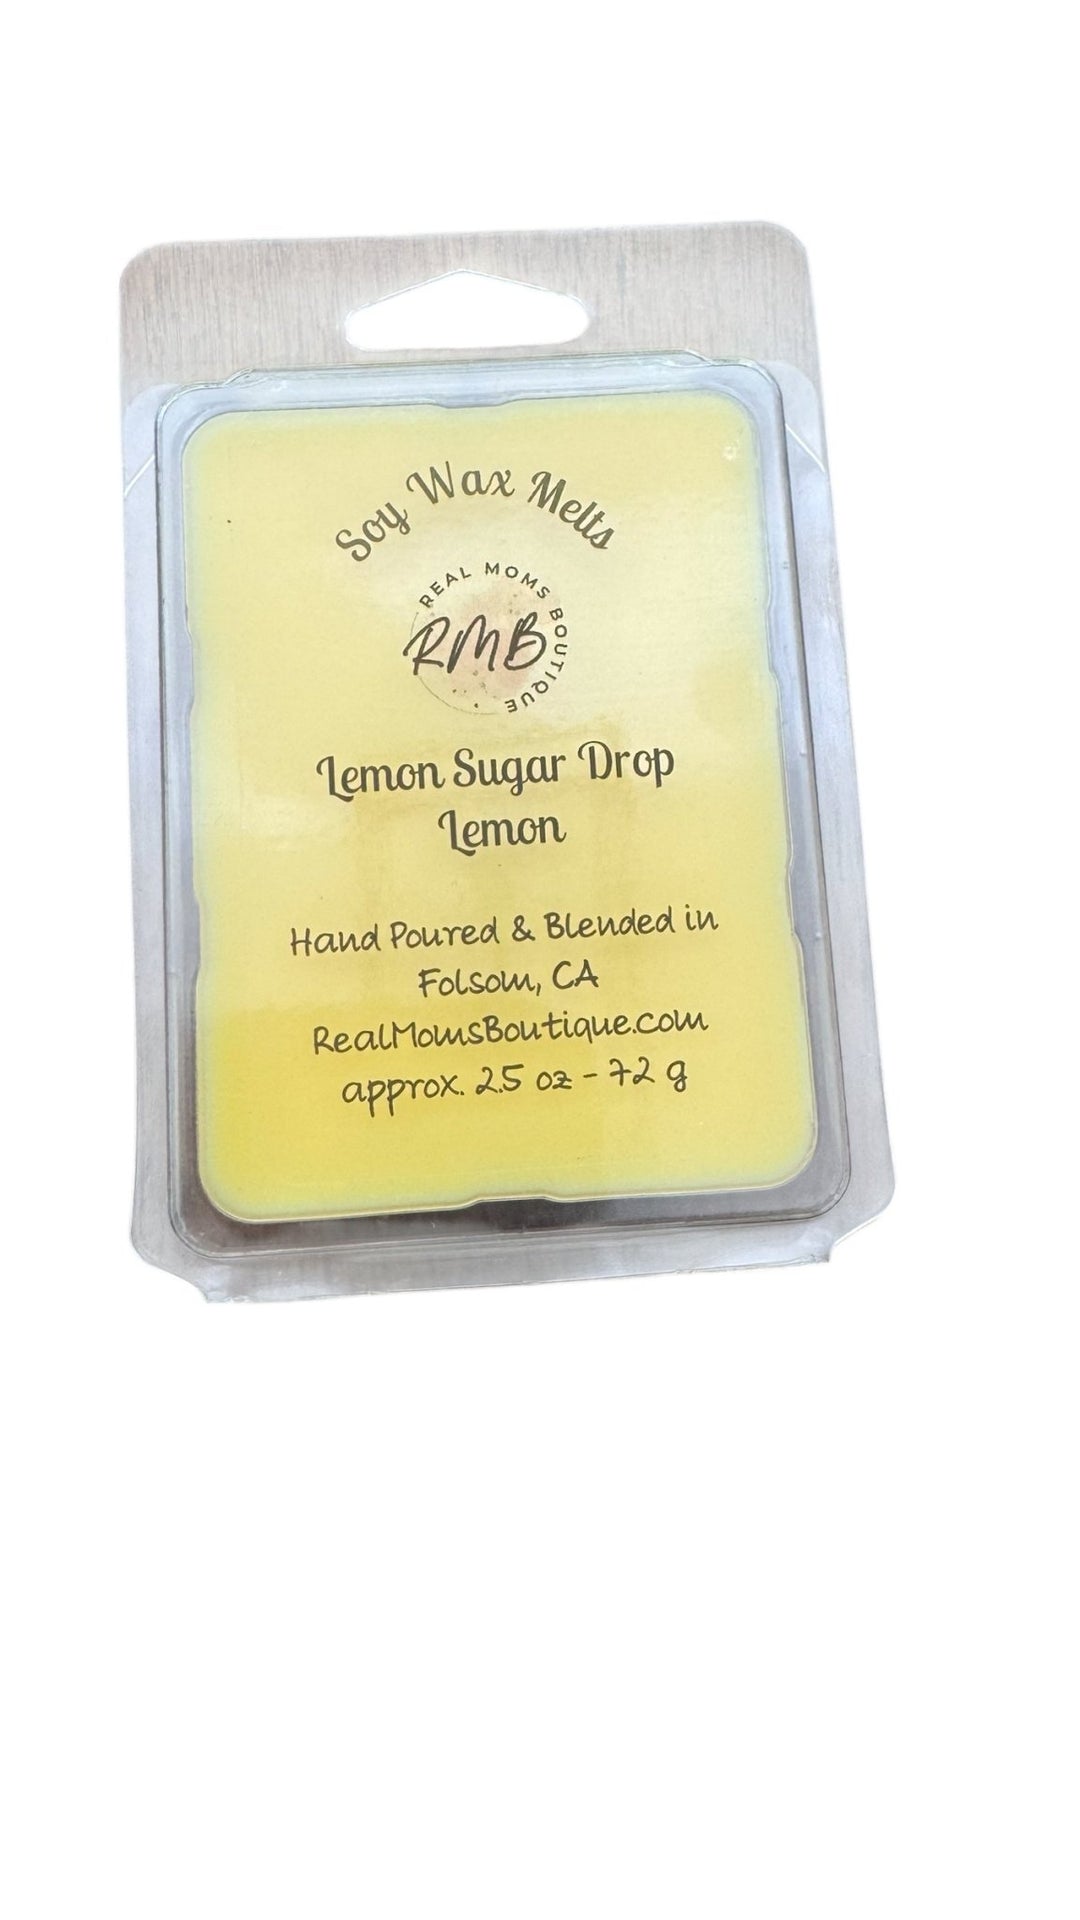 Soy Wax Melts
REAL MOMS BOUTIQUE
RMB
Lemon Sugar Drop
Lemon
Hand Poured & Blended in
Folsom, CA
RealMomsBoutique.com
approx. 2.5 oz - 72 g